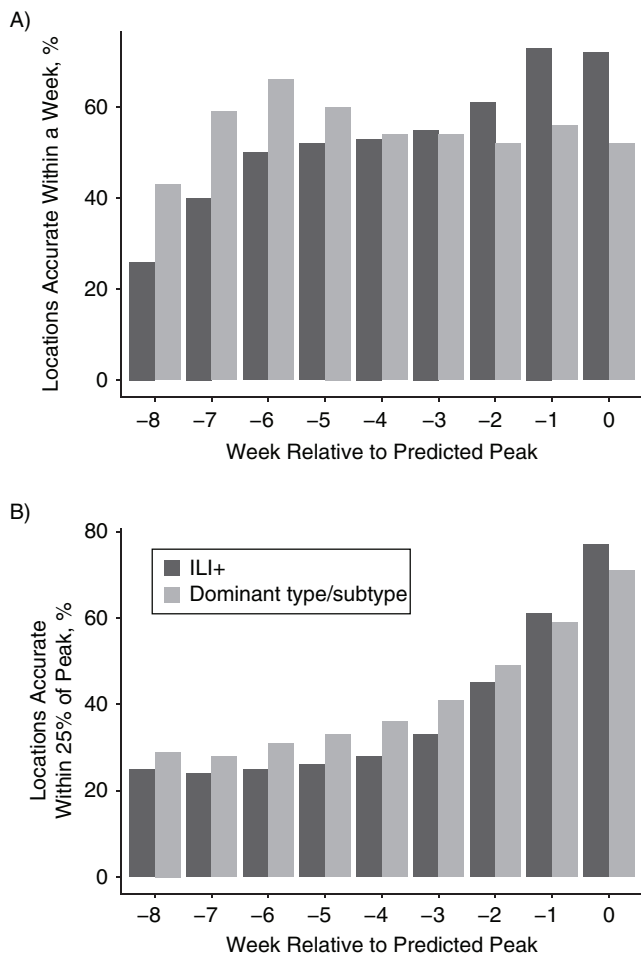 A)
Locations Accurate Within a Week, %
60
40
20
0
−8 −7 −6 −5 −4 −3 −2 −1 0
Week Relative to Predicted Peak
B)
Locations Accurate
Within 25% of Peak, %
80
60
40
20
0
ILI+
Dominant type/subtype
−8 −7 −6 −5 −4 −3 −2 −1 0
Week Relative to Predicted Peak